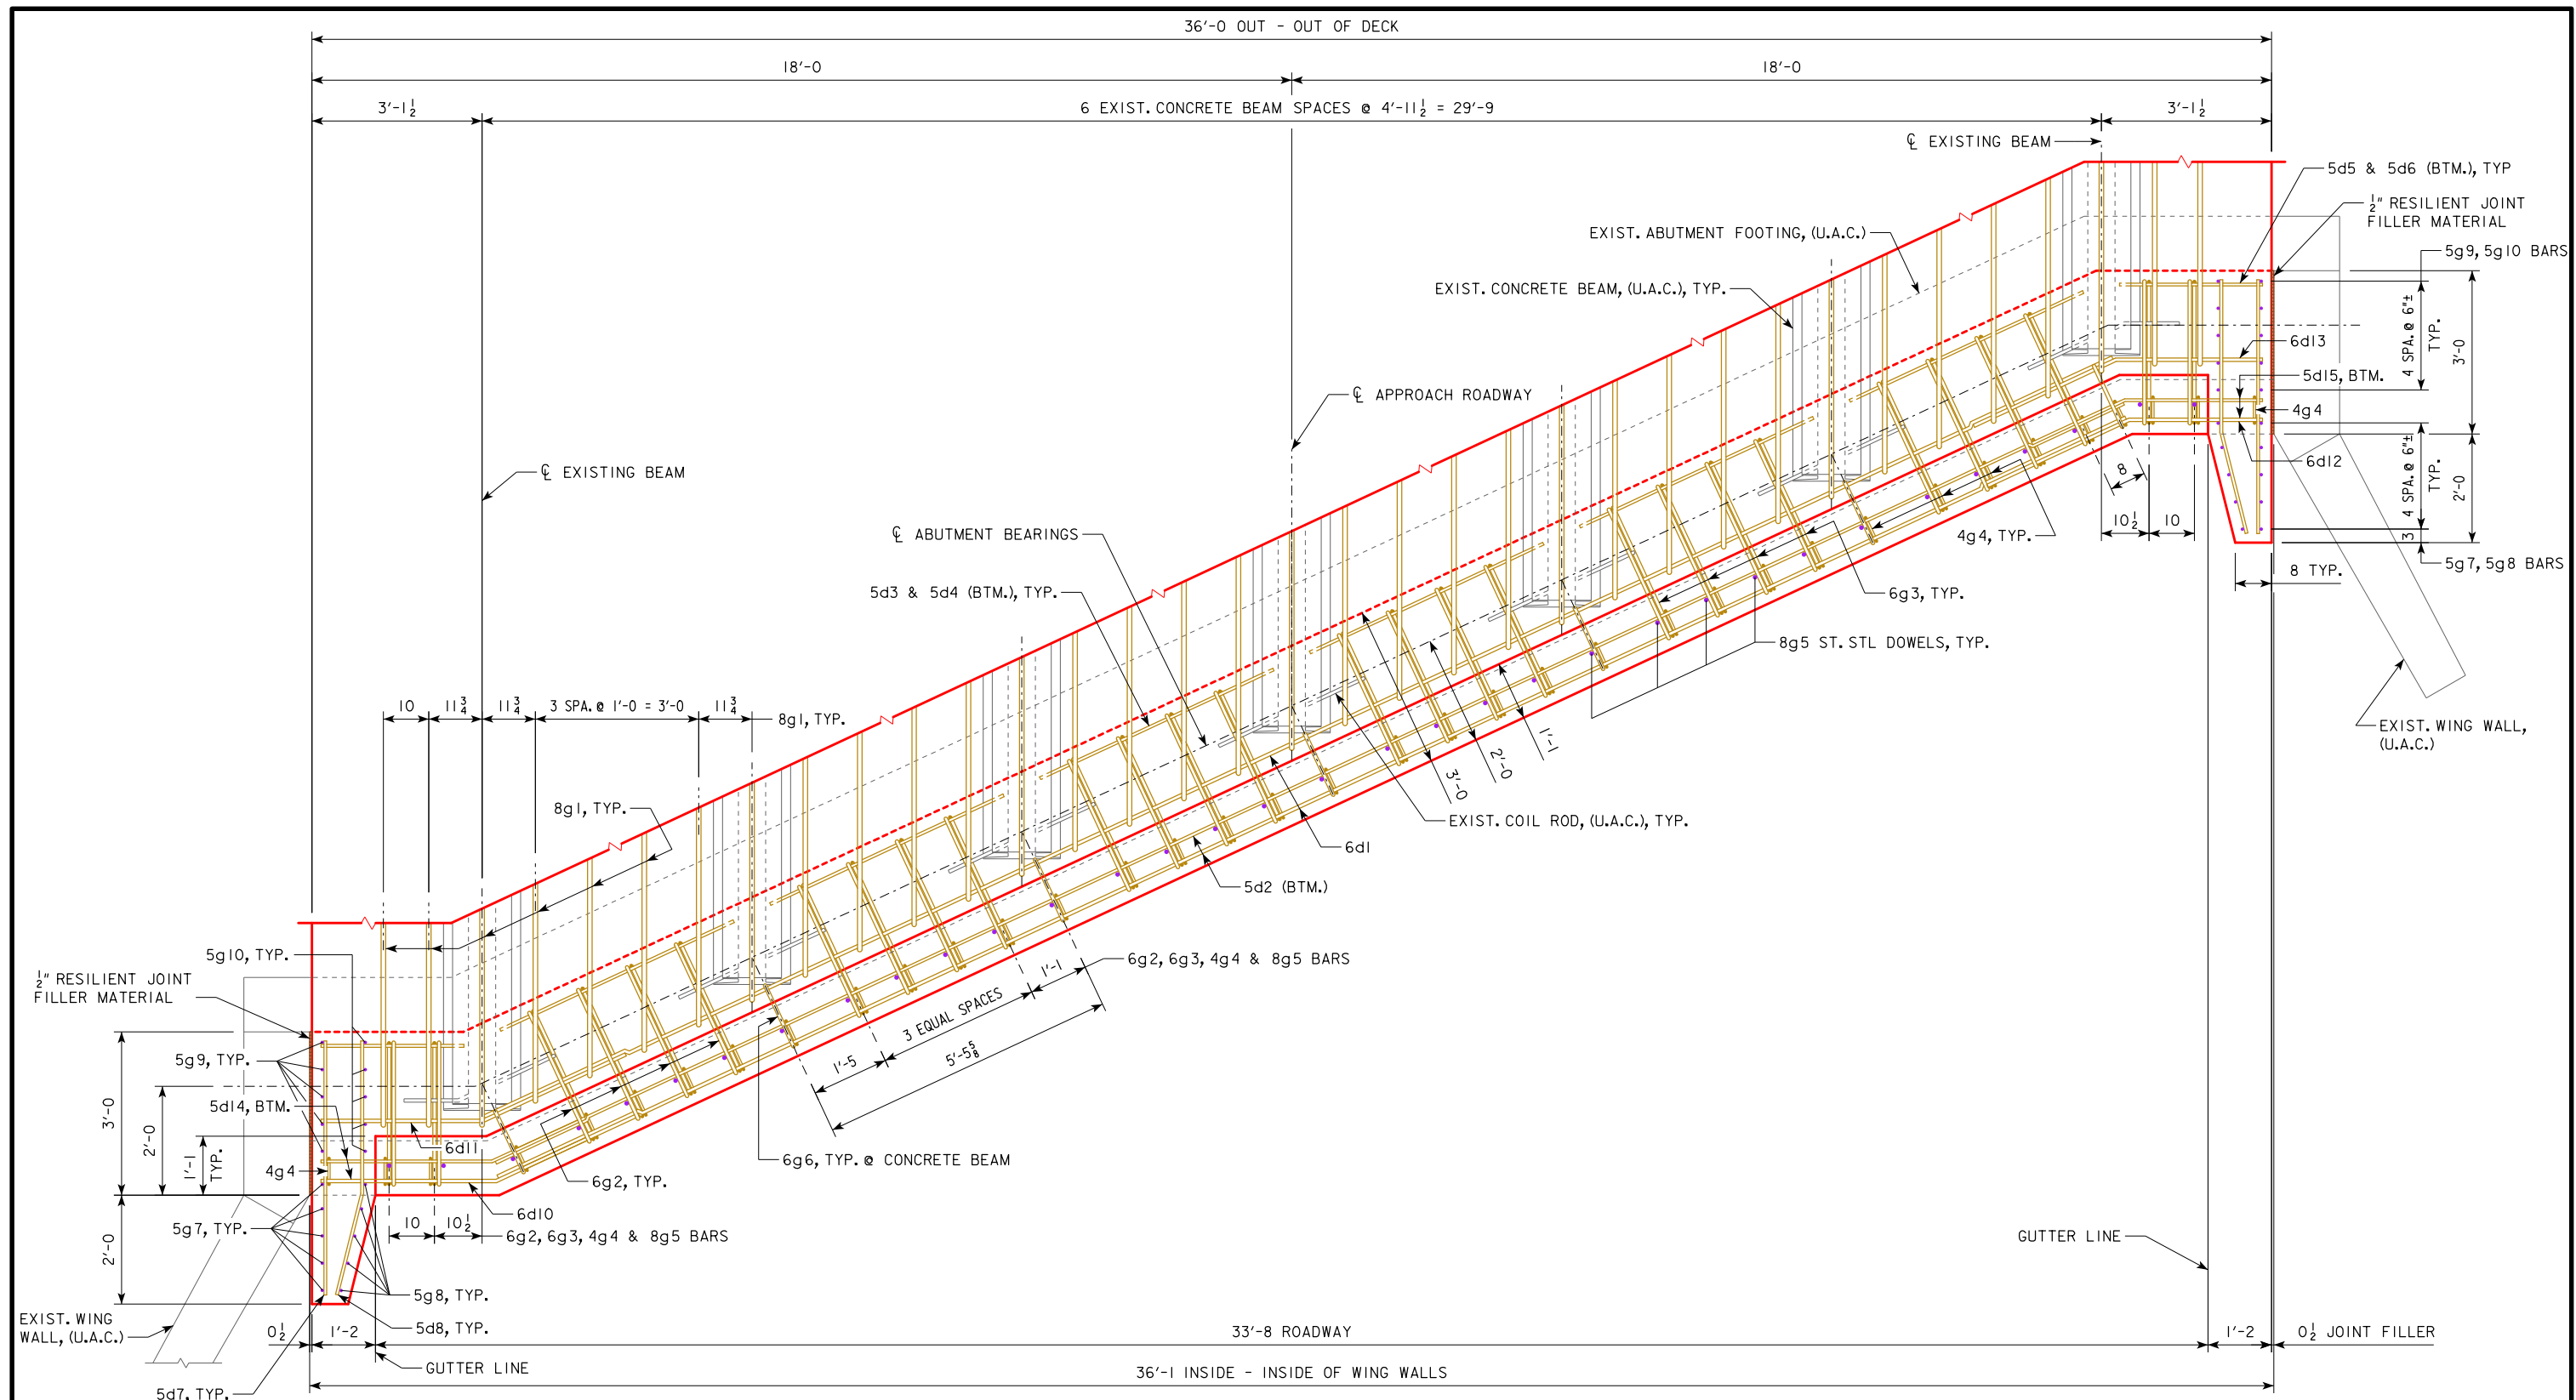 36'-0 OUT - OUT OF DECK
18'-0
18'-0
3'-1½
6 EXIST. CONCRETE BEAM SPACES @ 4'-11½ = 29'-9
3'-1½
℄ EXISTING BEAM
5d5 & 5d6 (BTM.), TYP
½" RESILIENT JOINT
FILLER MATERIAL
EXIST. ABUTMENT FOOTING, (U.A.C.)
5g9, 5g10 BARS
EXIST. CONCRETE BEAM, (U.A.C.), TYP.
4 SPA. @ 6"±
TYP.
3'-0
6d13
5d15, BTM.
4g4
℄ APPROACH ROADWAY
℄ EXISTING BEAM
6d12
8
3 SPA. @ 6"±
4
TYP.
2'-0
10½
10
℄ ABUTMENT BEARINGS
4g4, TYP.
5g7, 5g8 BARS
8 TYP.
5d3 & 5d4 (BTM.), TYP.
6g3, TYP.
8g5 ST. STL DOWELS, TYP.
10
11¾
11¾
3 SPA. @ 1'-0 = 3'-0
11¾
8g1, TYP.
EXIST. WING WALL,
(U.A.C.)
1'-1
2'-0
3'-0
8g1, TYP.
EXIST. COIL ROD, (U.A.C.), TYP.
6d1
5d2 (BTM.)
5g10, TYP.
½" RESILIENT JOINT
FILLER MATERIAL
6g2, 6g3, 4g4 & 8g5 BARS
1'-1
3 EQUAL SPACES
1'-5
5'-5⅝
5g9, TYP.
3'-0
2'-0
5d14, BTM.
1'-1
TYP.
6d11
4g4
6g6, TYP. @ CONCRETE BEAM
6g2, TYP.
6d10
5g7, TYP.
10
10½
6g2, 6g3, 4g4 & 8g5 BARS
2'-0
GUTTER LINE
5g8, TYP.
EXIST. WING
WALL, (U.A.C.)
5d8, TYP.
0½
1'-2
33'-8 ROADWAY
1'-2
0½ JOINT FILLER
GUTTER LINE
36'-1 INSIDE - INSIDE OF WING WALLS
5d7, TYP.